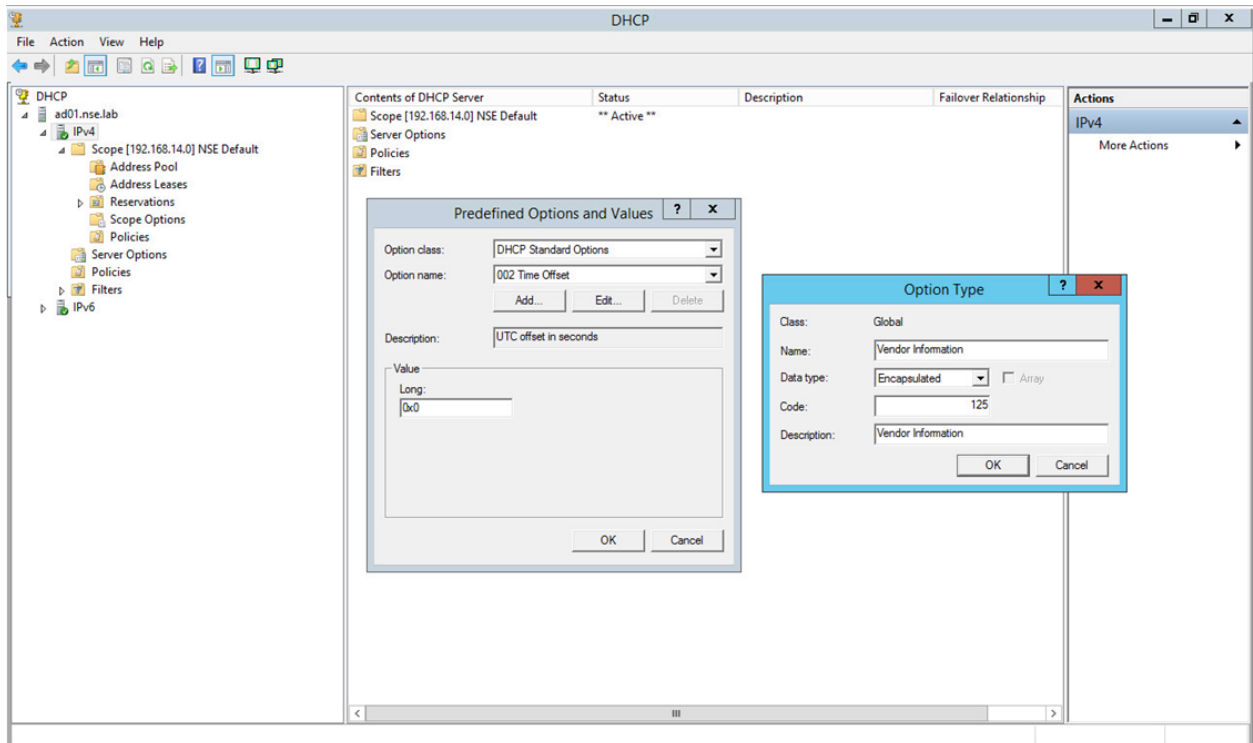 DHCP
File Action View Help
DHCP
ad01.nse.lab
IPv4
Scope [192.168.14.0] NSE Default
Address Pool
Address Leases
Reservations
Scope Options
Policies
Server Options
Policies
Filters
IPv6
Contents of DHCP Server Status Description Failover Relationship
Scope [192.168.14.0] NSE Default ** Active **
Server Options
Policies
Filters
Actions
IPv4
More Actions
Predefined Options and Values ? x
Option class: DHCP Standard Options
Option name: 002 Time Offset
Add... Edit... Delete
Description: UTC offset in seconds
Value
Long:
0x0
OK Cancel
Option Type ? x
Class: Global
Name: Vendor Information
Data type: Encapsulated Array
Code: 125
Description: Vendor Information
OK Cancel